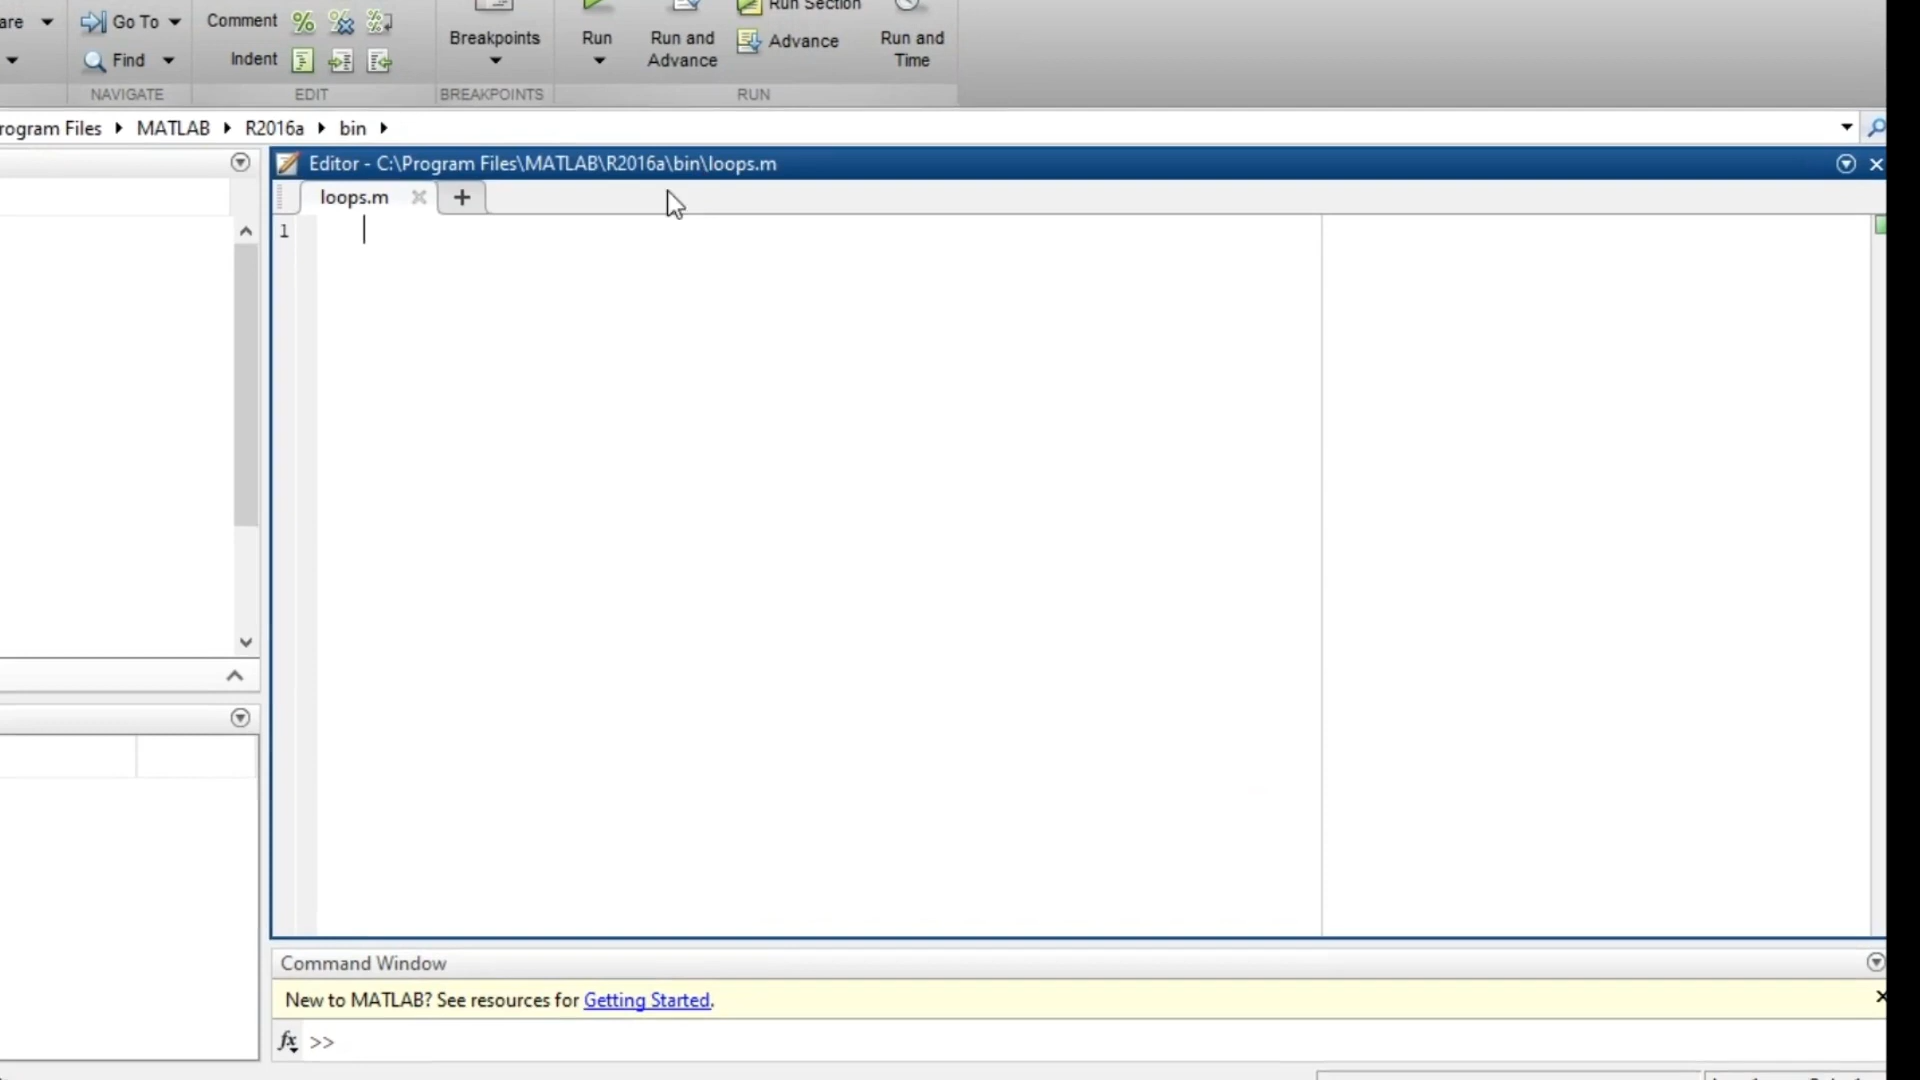 are
Go To
Comment
Run Section
Breakpoints
Run
Run and Advance
Advance
Run and Time
Find
Indent
NAVIGATE
EDIT
BREAKPOINTS
RUN
rogram Files
MATLAB
R2016a
bin
Editor - C:\Program Files\MATLAB\R2016a\bin\loops.m
loops.m
1
Command Window
New to MATLAB? See resources for Getting Started.
fx >>